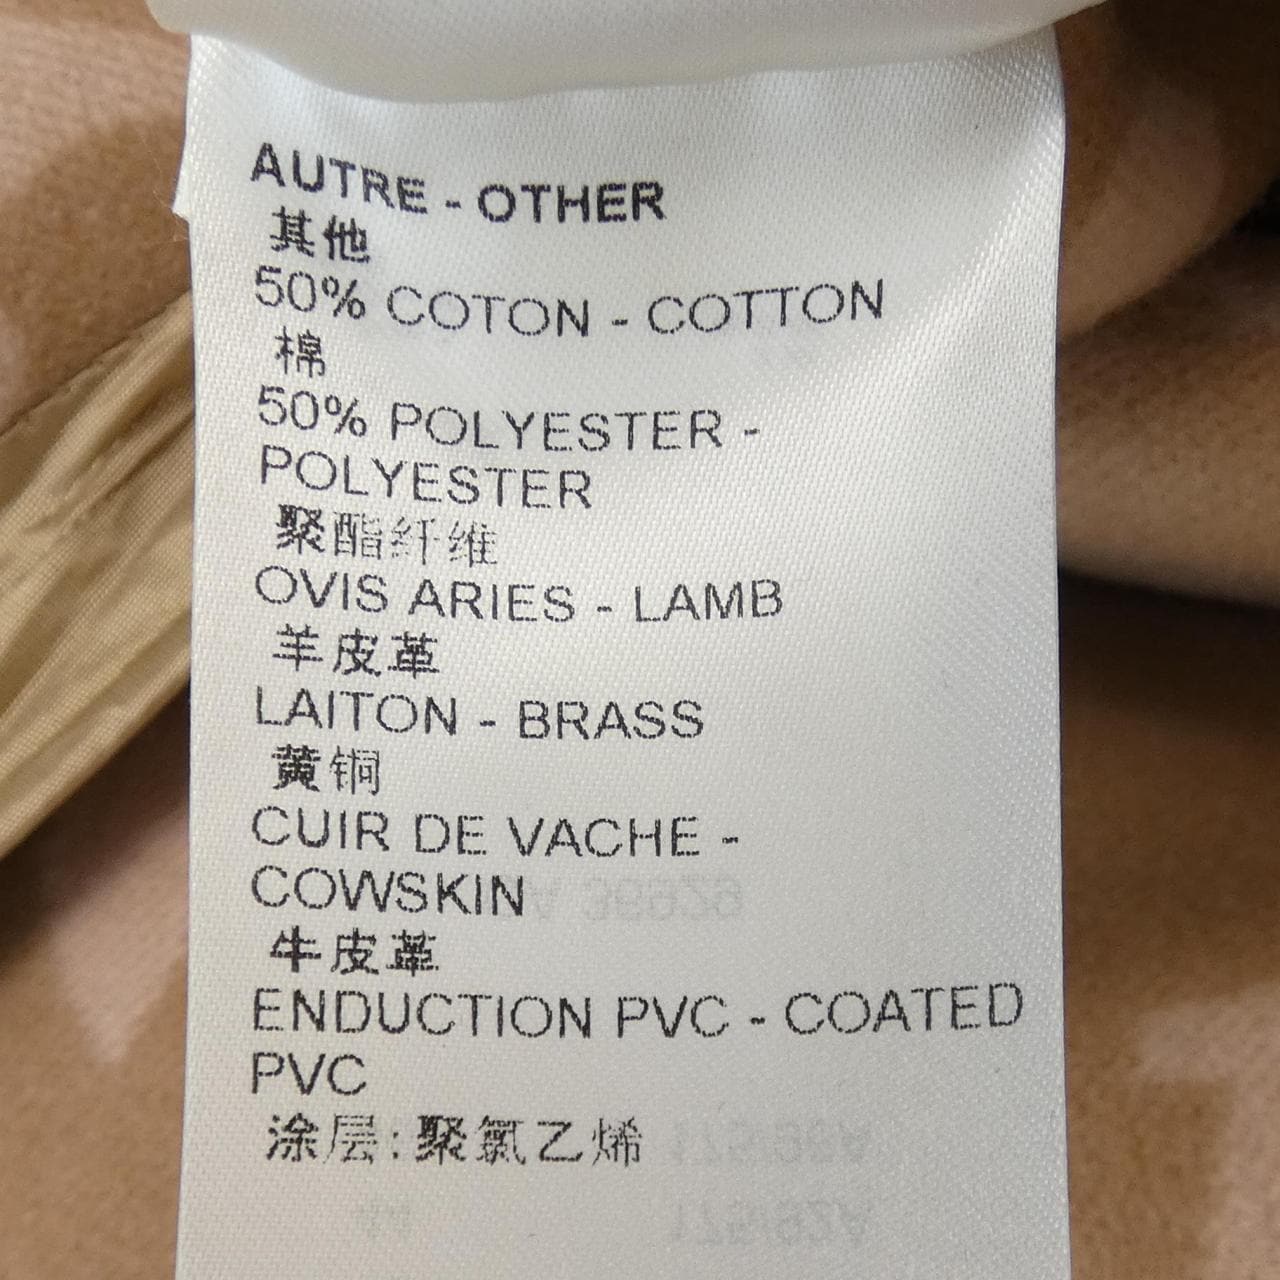 AUTRE - OTHER
其他
50% COTON - COTTON
棉
50% POLYESTER -
POLYESTER
聚酯纤维
OVIS ARIES - LAMB
羊皮革
LAITON - BRASS
黄铜
CUIR DE VACHE -
COWSKIN
牛皮革
ENDUCTION PVC - COATED
PVC
涂层:聚氯乙烯